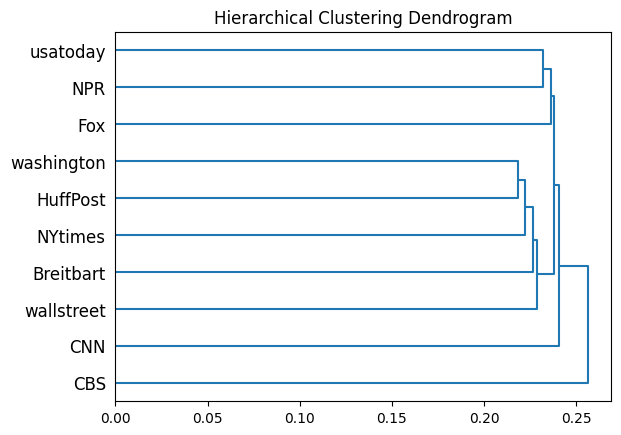 Hierarchical Clustering Dendrogram
usatoday
NPR
Fox
washington
HuffPost
NYtimes
Breitbart
wallstreet
CNN
CBS
0.00 0.05 0.10 0.15 0.20 0.25